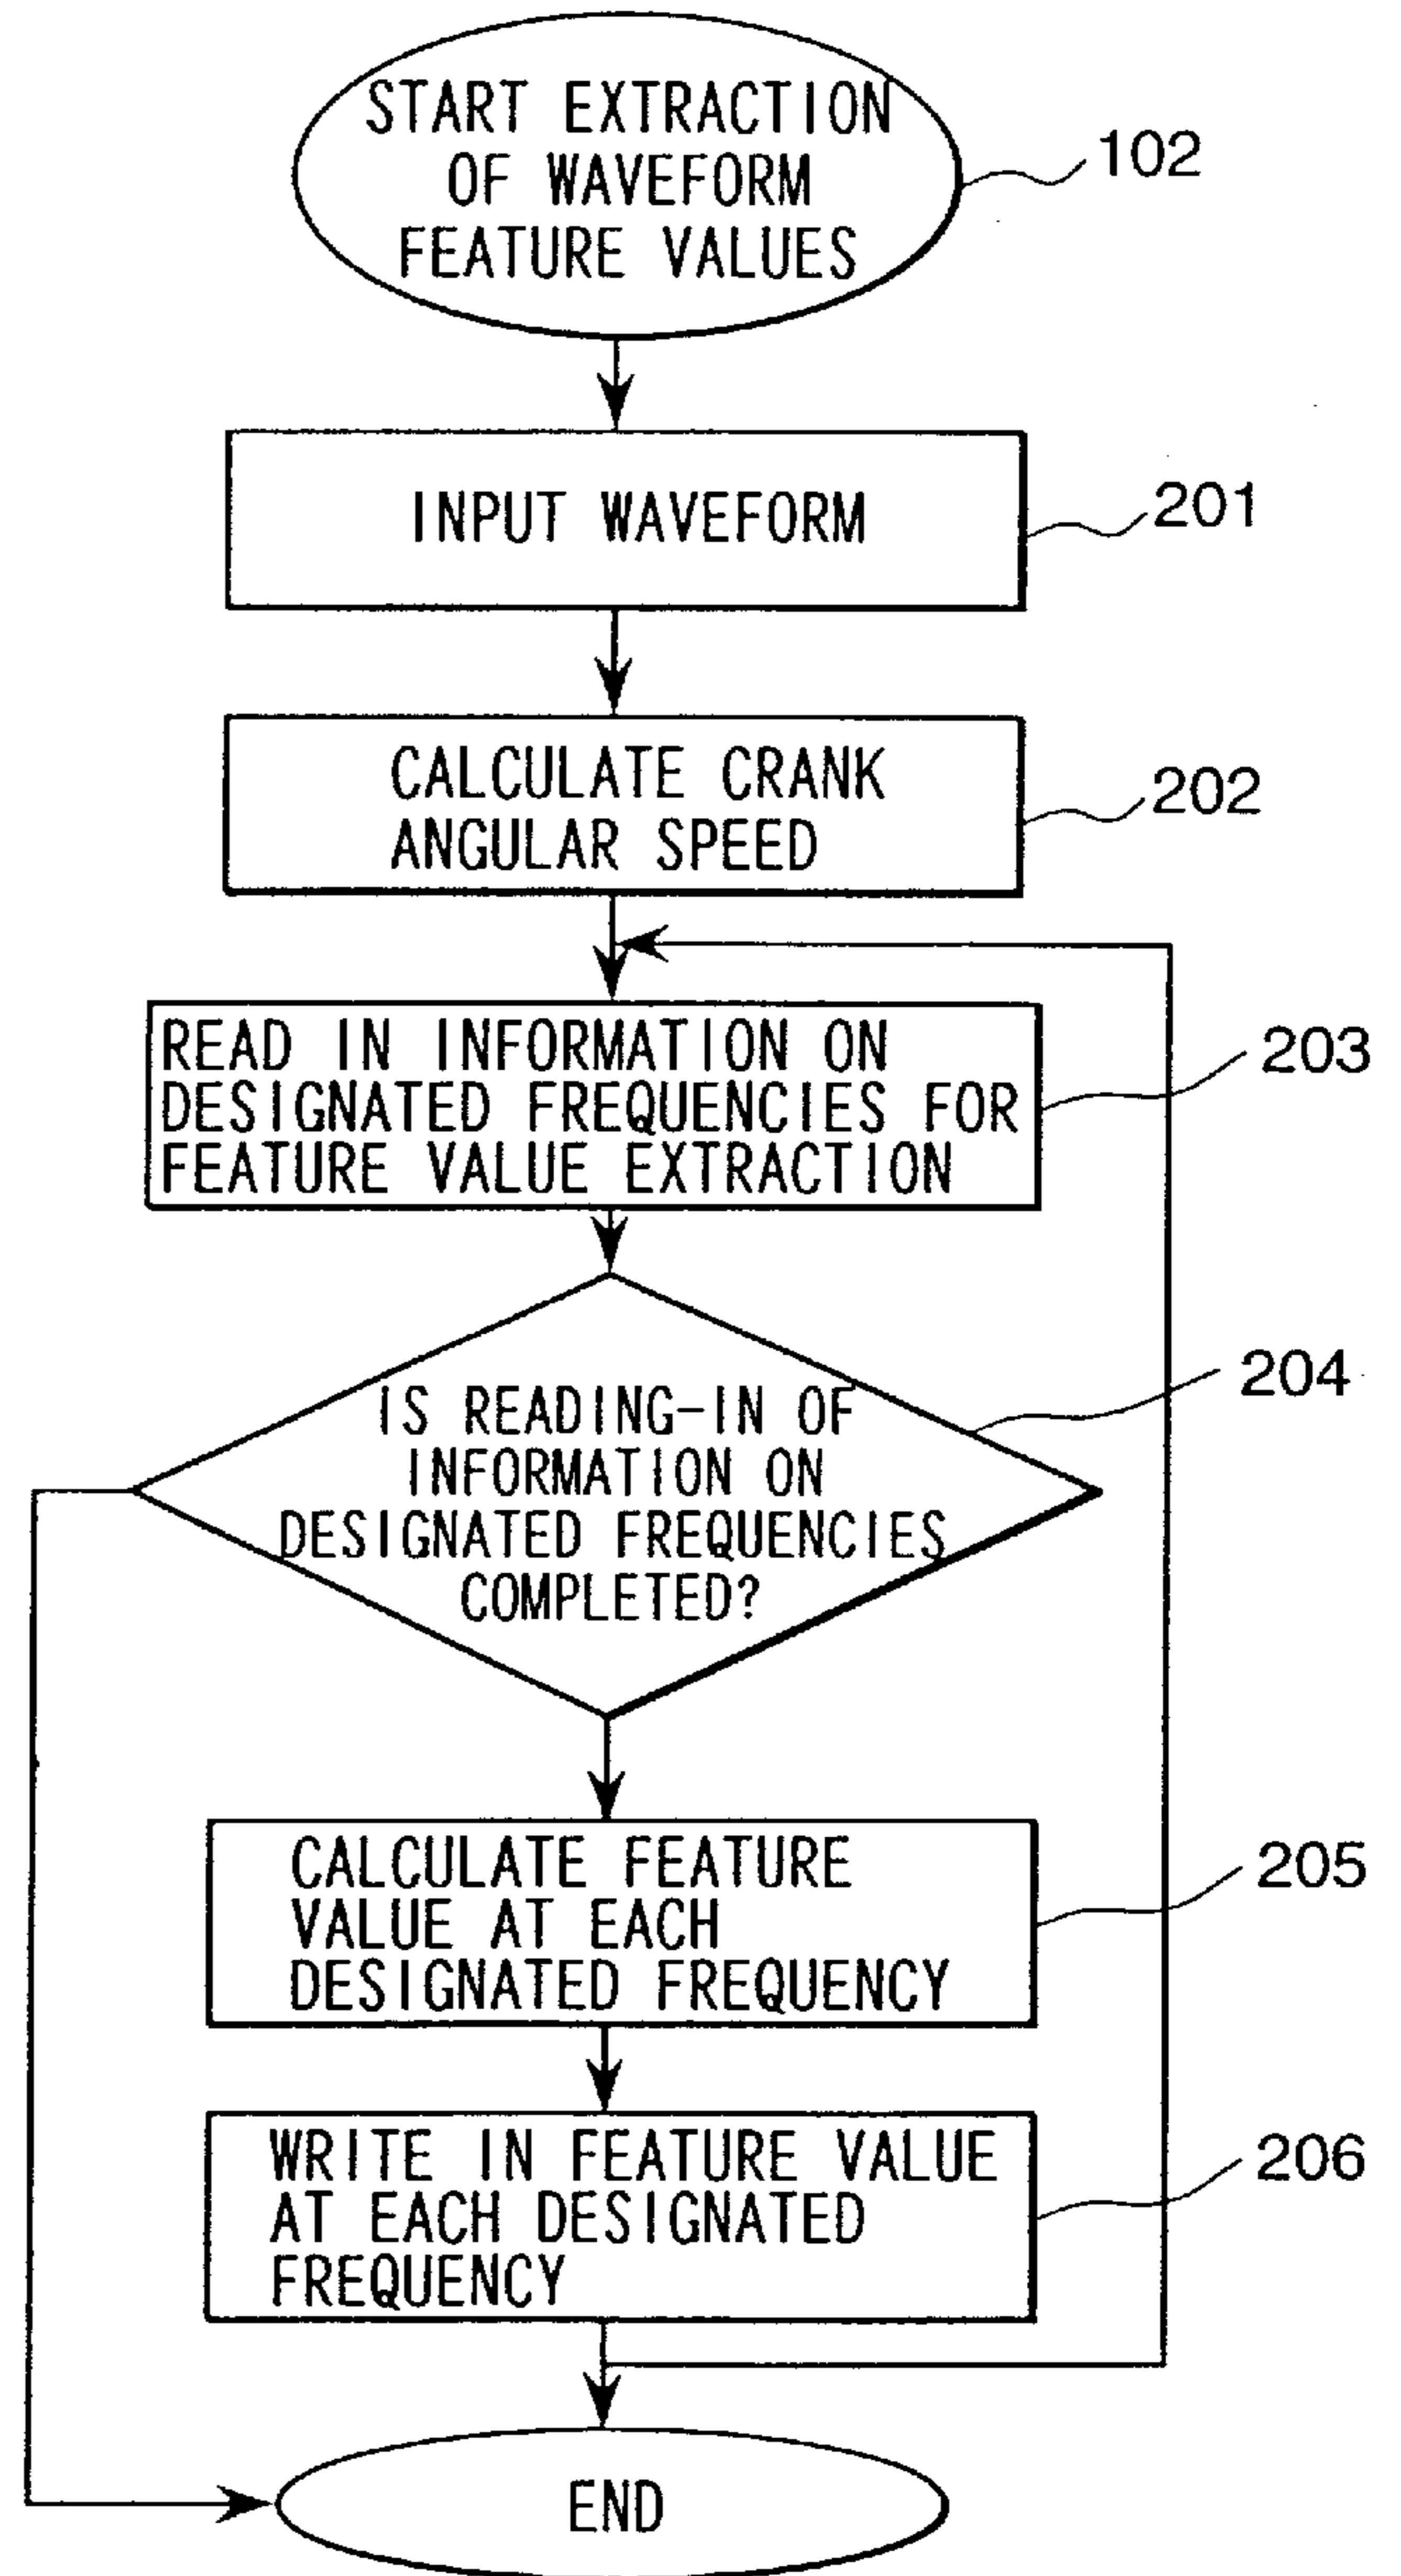 START EXTRACTION
OF WAVEFORM
FEATURE VALUES
102
INPUT WAVEFORM
201
CALCULATE CRANK
ANGULAR SPEED
202
READ IN INFORMATION ON
DESIGNATED FREQUENCIES FOR
FEATURE VALUE EXTRACTION
203
IS READING-IN OF
INFORMATION ON
DESIGNATED FREQUENCIES
COMPLETED?
204
CALCULATE FEATURE
VALUE AT EACH
DESIGNATED FREQUENCY
205
WRITE IN FEATURE VALUE
AT EACH DESIGNATED
FREQUENCY
206
END